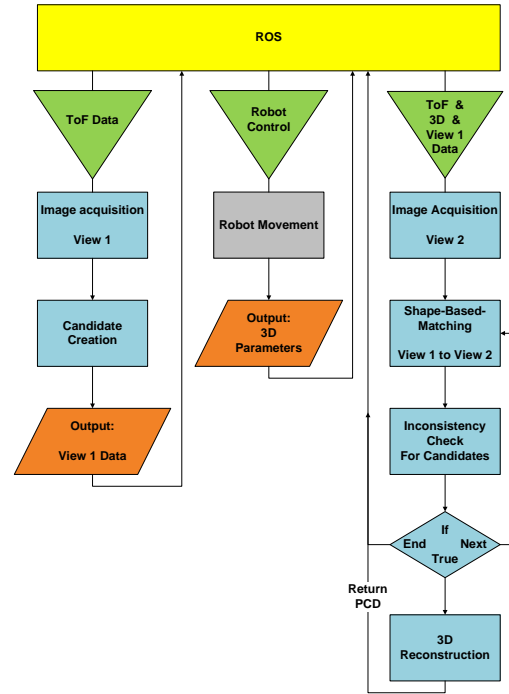 ROS
ToF Data
Image acquisition
View 1
Candidate
Creation
Output:
View 1 Data
Robot
Control
Robot Movement
Output:
3D
Parameters
ToF &
3D &
View 1
Data
Image Acquisition
View 2
Shape-Based-
Matching
View 1 to View 2
Inconsistency
Check
For Candidates
If
End Next
True
Return
PCD
3D
Reconstruction